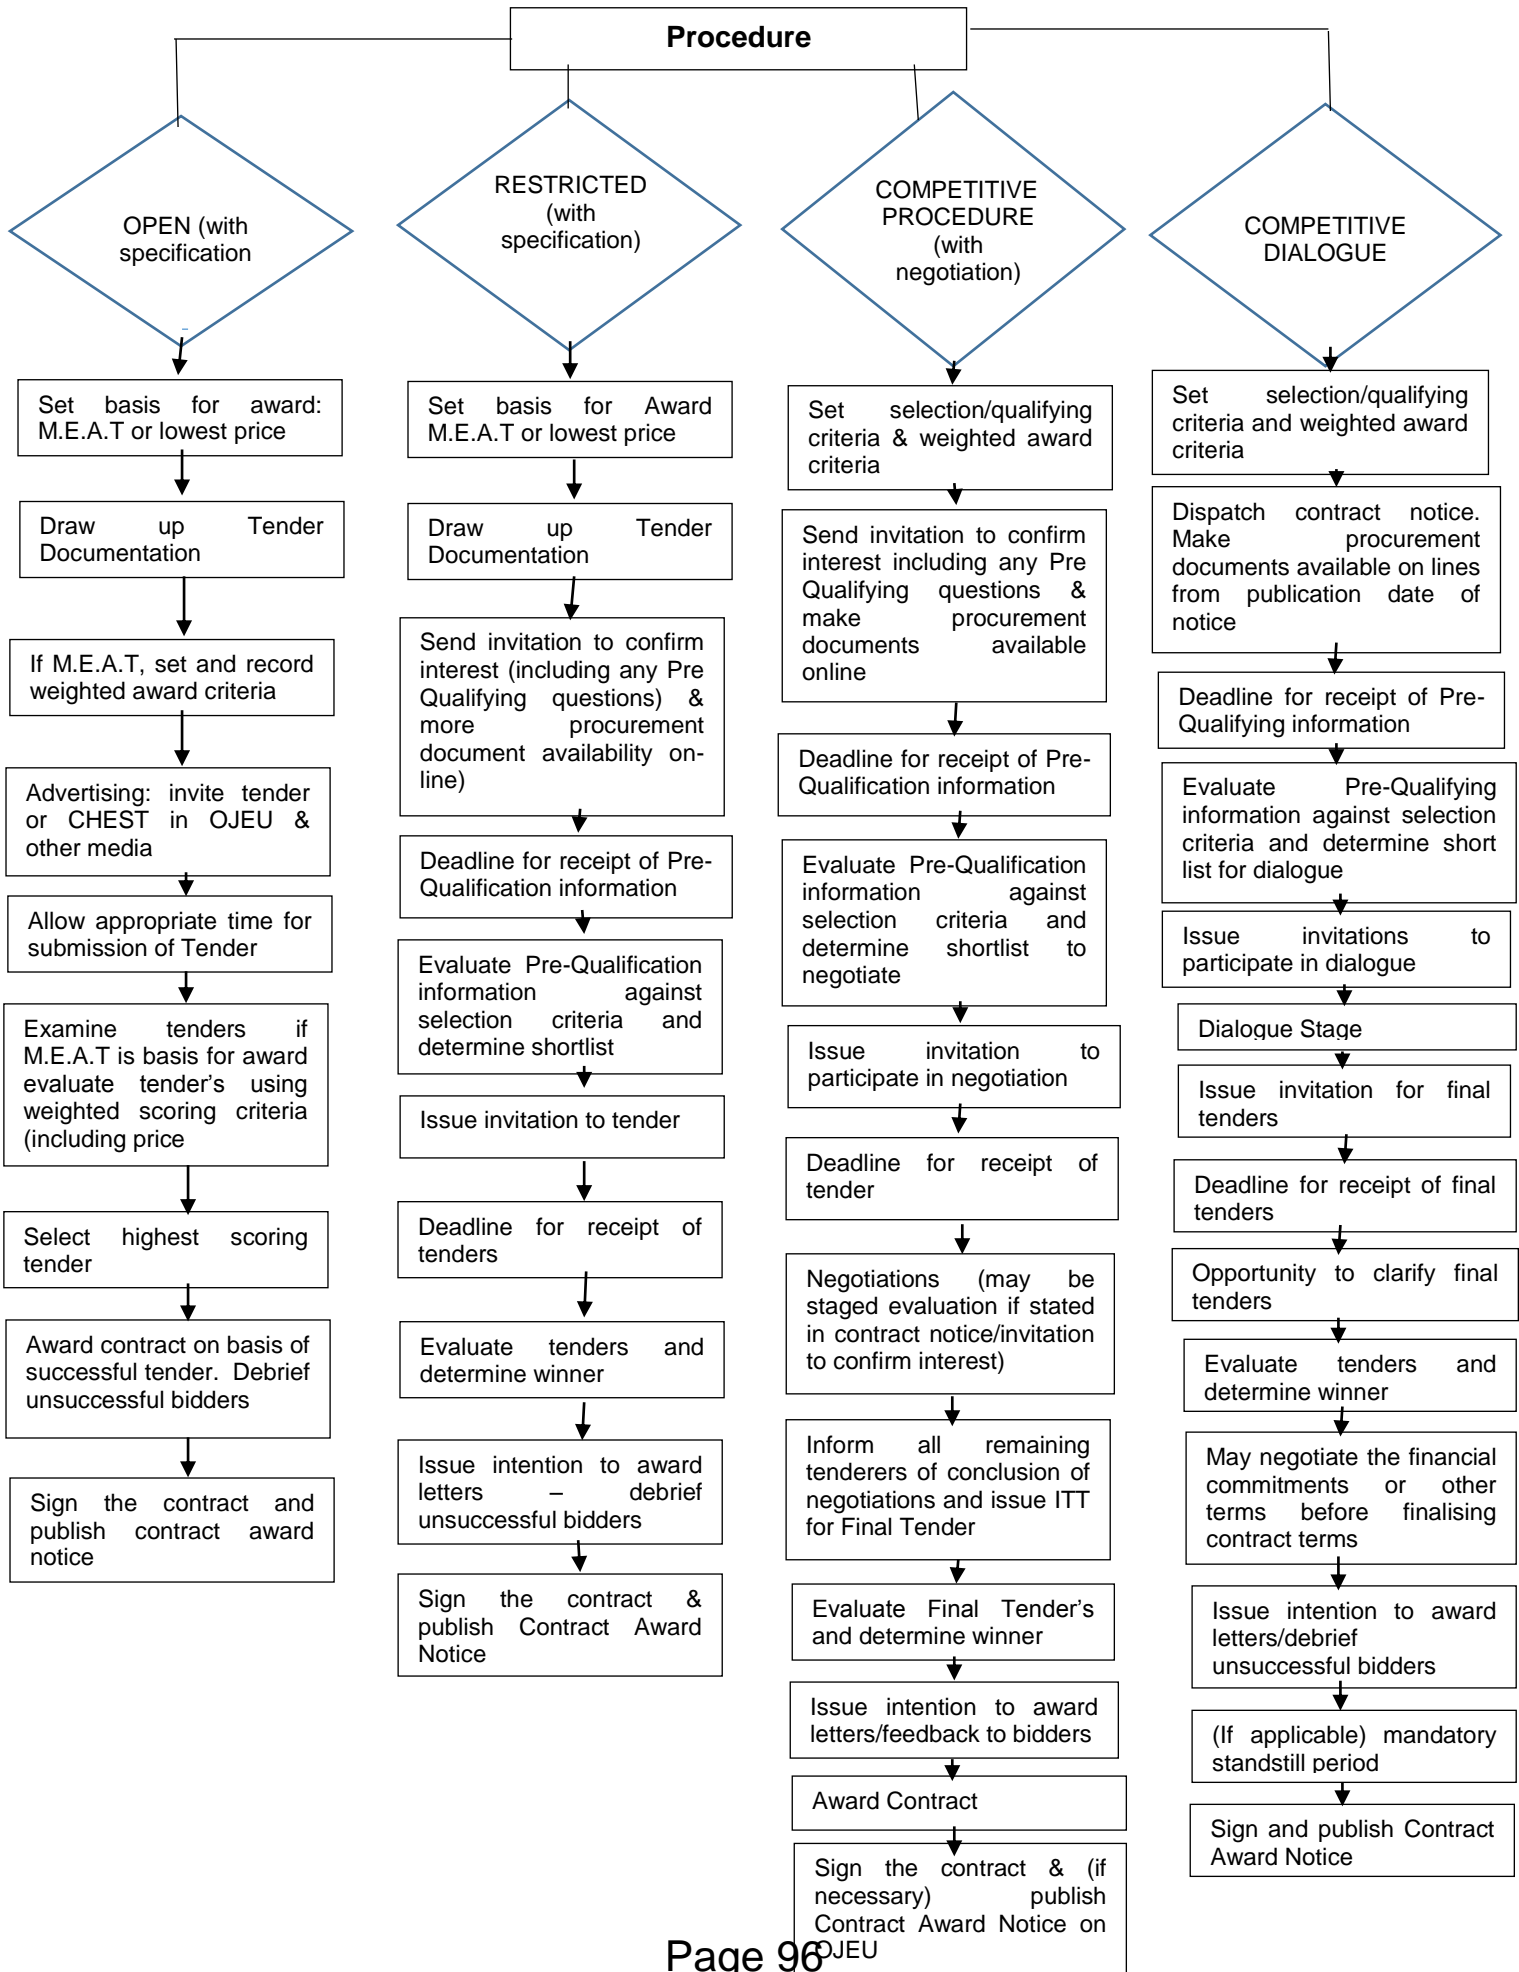 Procedure
OPEN (with
specification
Set basis for award:
M.E.A.T or lowest price
Draw up Tender
Documentation
If M.E.A.T, set and record
weighted award criteria
Advertising: invite tender
or CHEST in OJEU &
other media
Allow appropriate time for
submission of Tender
Examine tenders if
M.E.A.T is basis for award
evaluate tender's using
weighted scoring criteria
(including price
Select highest scoring
tender
Award contract on basis of
successful tender. Debrief
unsuccessful bidders
Sign the contract and
publish contract award
notice
RESTRICTED
(with
specification)
Set basis for Award
M.E.A.T or lowest price
Draw up Tender
Documentation
Send invitation to confirm
interest (including any Pre
Qualifying questions) &
more procurement
document availability on-
line)
Deadline for receipt of Pre-
Qualification information
Evaluate Pre-Qualification
information against
selection criteria and
determine shortlist
Issue invitation to tender
Deadline for receipt of
tenders
Evaluate tenders and
determine winner
Issue intention to award
letters – debrief
unsuccessful bidders
Sign the contract &
publish Contract Award
Notice
COMPETITIVE
PROCEDURE
(with
negotiation)
Set selection/qualifying
criteria & weighted award
criteria
Send invitation to confirm
interest including any Pre
Qualifying questions &
make procurement
documents available
online
Deadline for receipt of Pre-
Qualification information
Evaluate Pre-Qualification
information against
selection criteria and
determine shortlist to
negotiate
Issue invitation to
participate in negotiation
Deadline for receipt of
tender
Negotiations (may be
staged evaluation if stated
in contract notice/invitation
to confirm interest)
Inform all remaining
tenderers of conclusion of
negotiations and issue ITT
for Final Tender
Evaluate Final Tender's
and determine winner
Issue intention to award
letters/feedback to bidders
Award Contract
Sign the contract & (if
necessary) publish
Contract Award Notice on
OJEU
COMPETITIVE
DIALOGUE
Set selection/qualifying
criteria and weighted award
criteria
Dispatch contract notice.
Make procurement
documents available on lines
from publication date of
notice
Deadline for receipt of Pre-
Qualifying information
Evaluate Pre-Qualifying
information against selection
criteria and determine short
list for dialogue
Issue invitations to
participate in dialogue
Dialogue Stage
Issue invitation for final
tenders
Deadline for receipt of final
tenders
Opportunity to clarify final
tenders
Evaluate tenders and
determine winner
May negotiate the financial
commitments or other
terms before finalising
contract terms
Issue intention to award
letters/debrief
unsuccessful bidders
(If applicable) mandatory
standstill period
Sign and publish Contract
Award Notice
Page 96